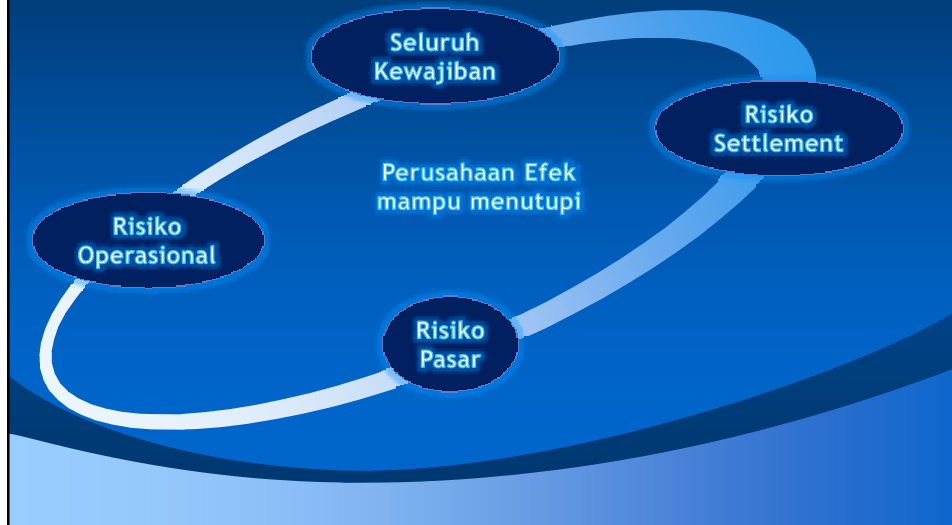 Seluruh
Kewajiban
Risiko
Settlement
Perusahaan Efek
mampu menutupi
Risiko
Operasional
Risiko
Pasar